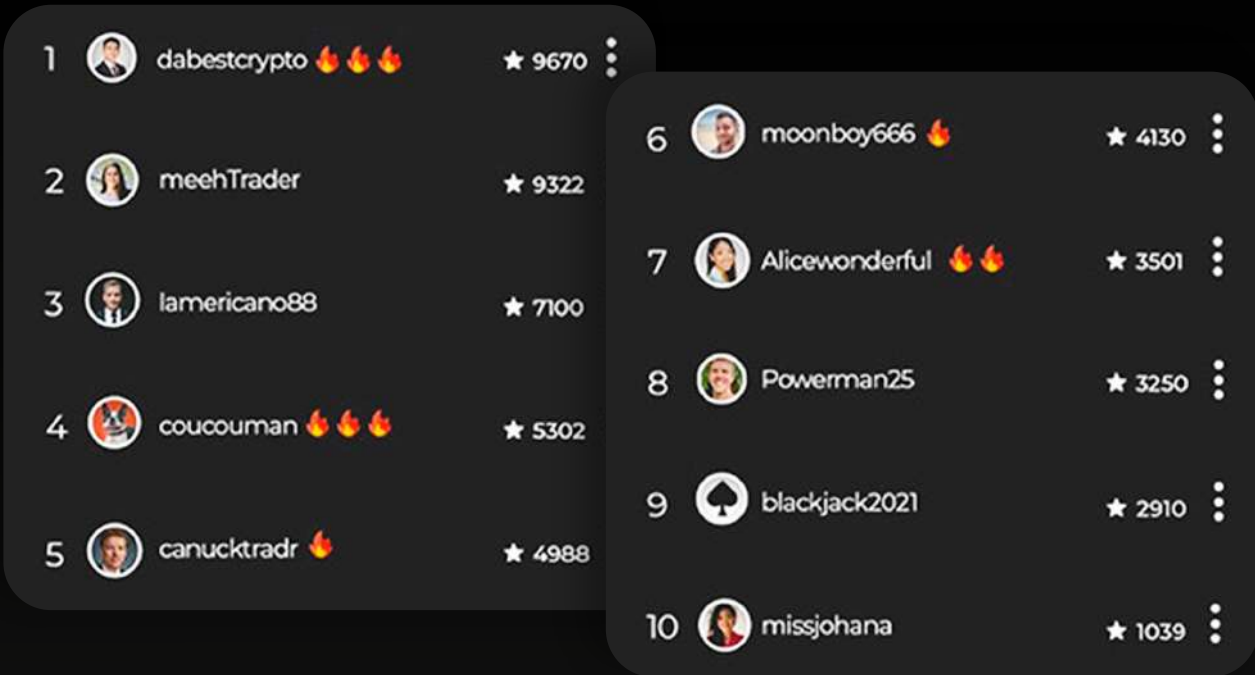 1 dabestcrypto 🔥🔥🔥 ★ 9670
2 meehTrader ★ 9322
3 lamericano88 ★ 7100
4 coucouman 🔥🔥🔥 ★ 5302
5 canucktradr 🔥 ★ 4988
6 moonboy666 🔥 ★ 4130
7 Alicewonderful 🔥🔥 ★ 3501
8 Powerman25 ★ 3250
9 blackjack2021 ★ 2910
10 missjohana ★ 1039